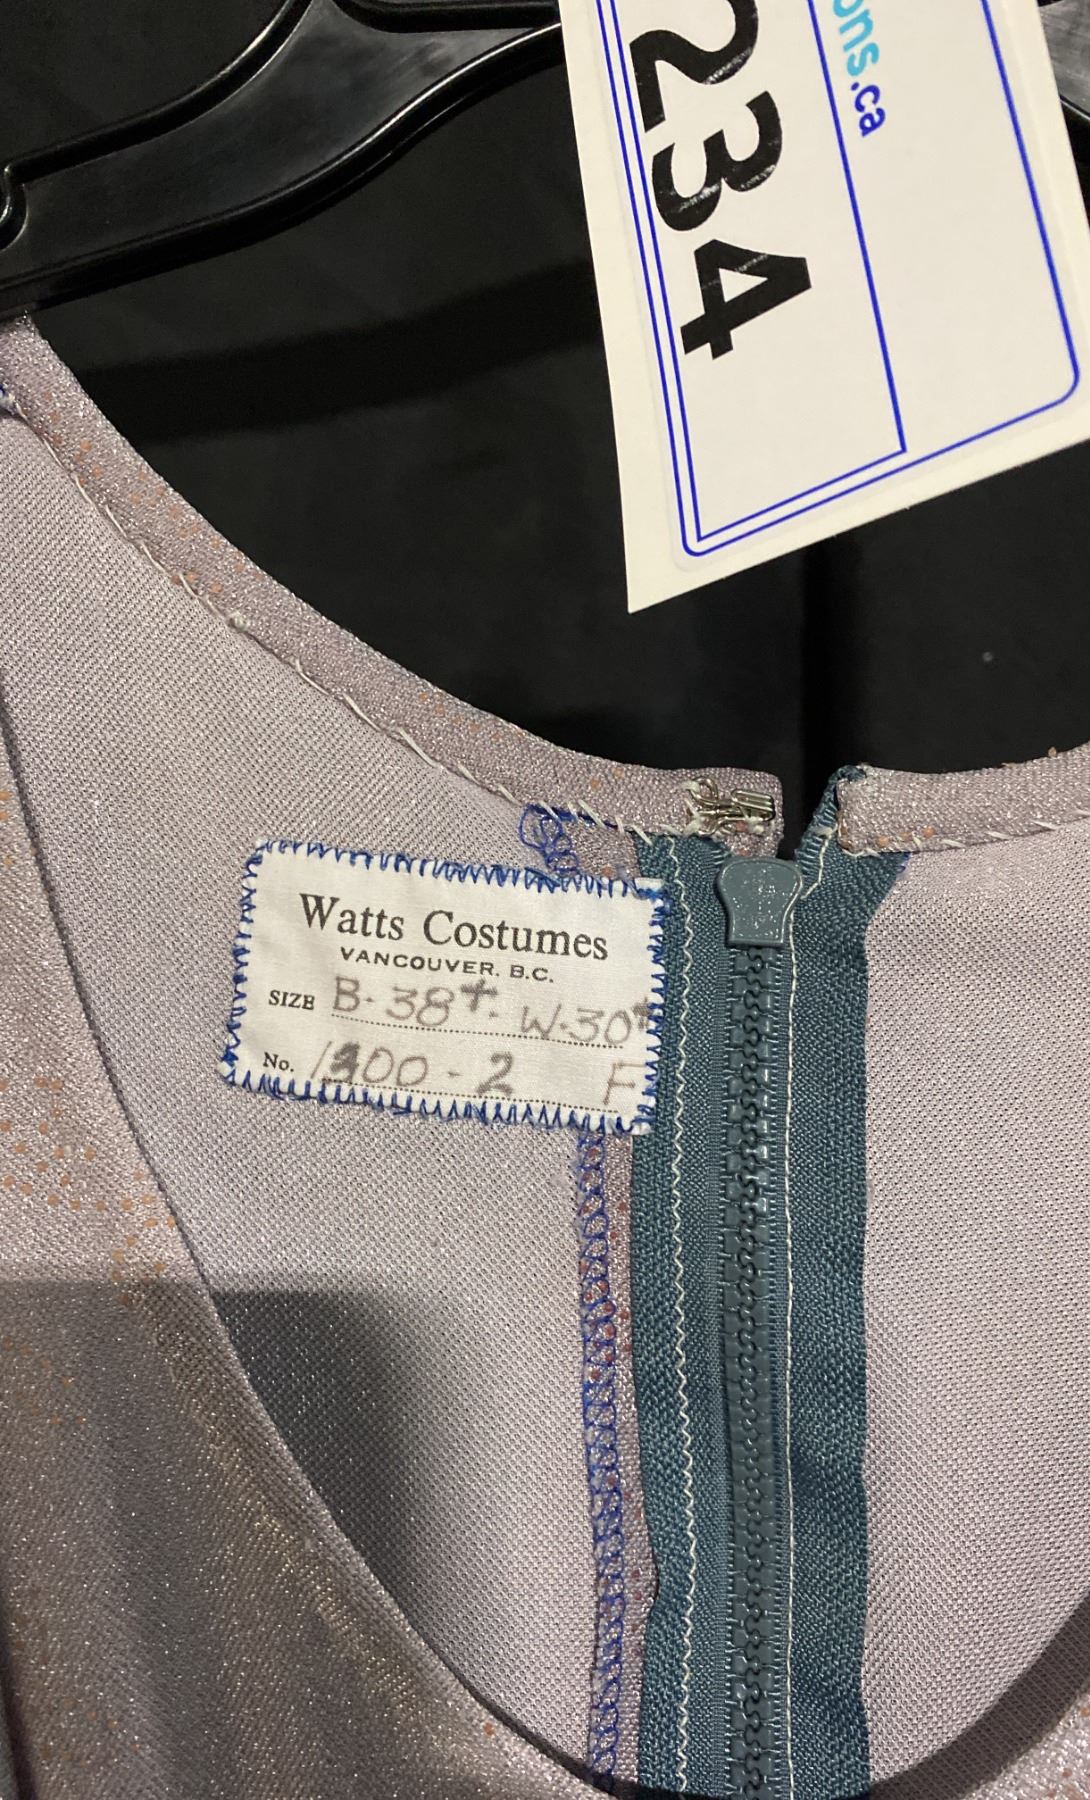 ons.ca
234
Watts Costumes
VANCOUVER. B.C.
SIZE B-38+. W-30+
No. 1300-2 F